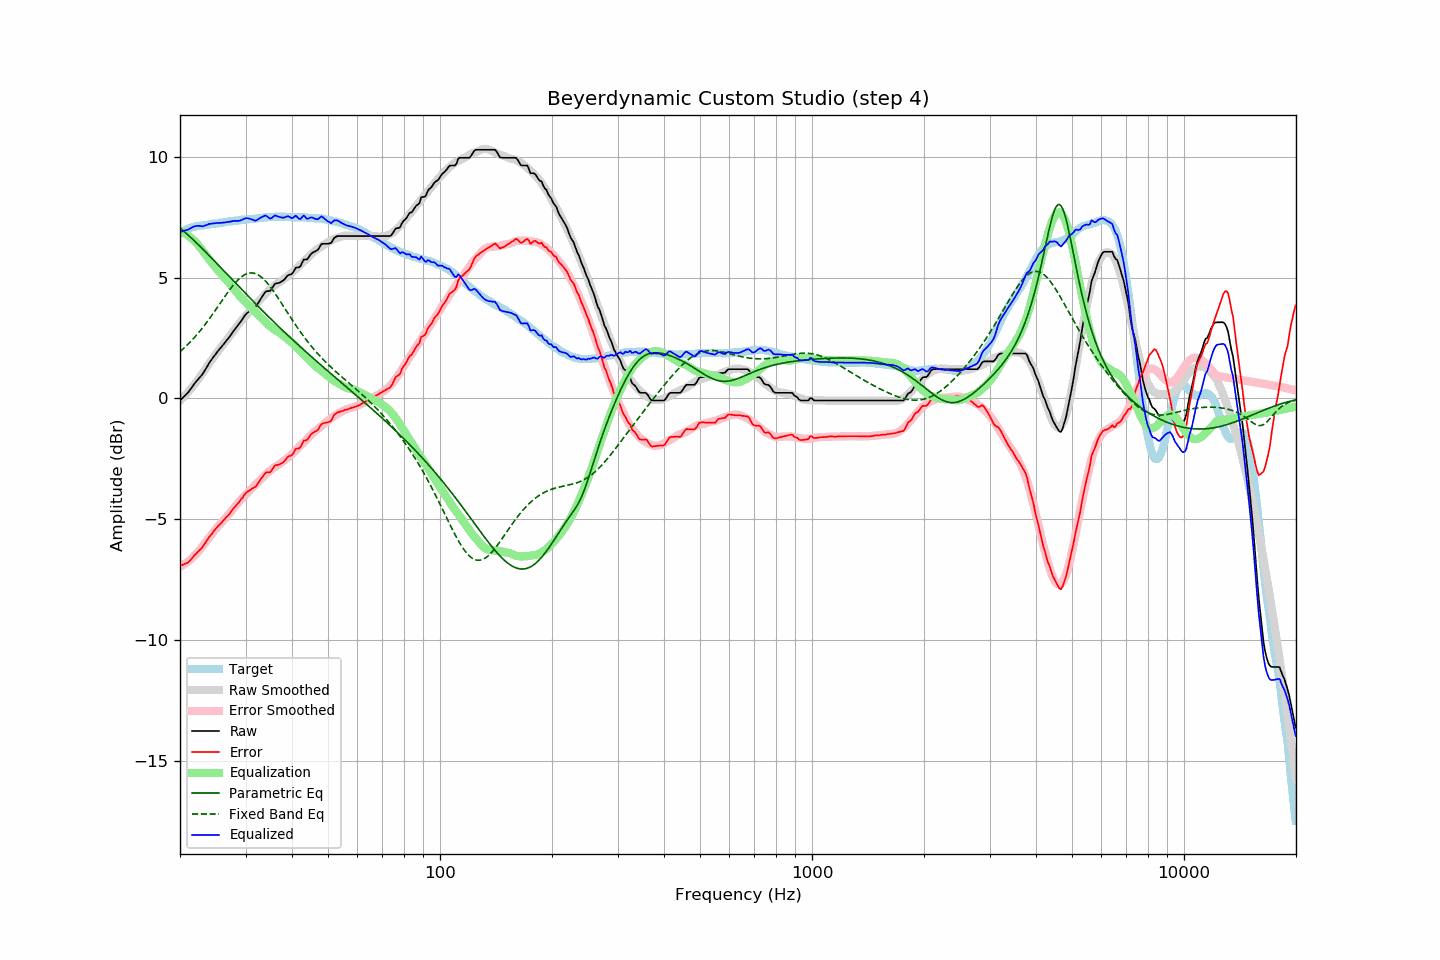 Beyerdynamic Custom Studio (step 4)
10
5
0
−5
−10
−15
Amplitude (dBr)
Target
Raw Smoothed
Error Smoothed
Raw
Error
Equalization
Parametric Eq
Fixed Band Eq
Equalized
100
1000
10000
Frequency (Hz)